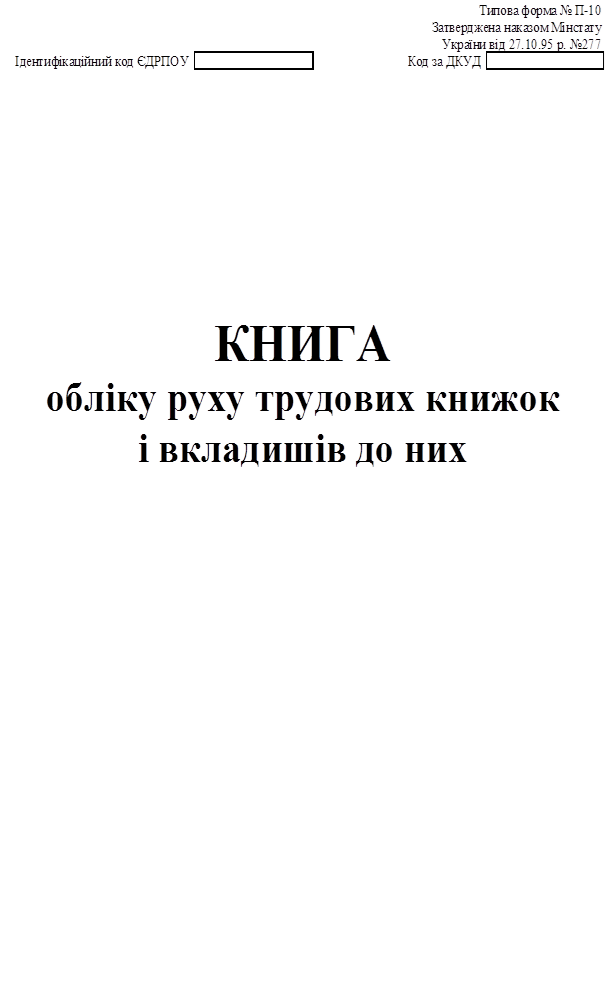 Типова форма № П-10
Затверджена наказом Мінстату
України від 27.10.95 р. №277
Ідентифікаційний код ЄДРПОУ Код за ДКУД
КНИГА
обліку руху трудових книжок
і вкладишів до них